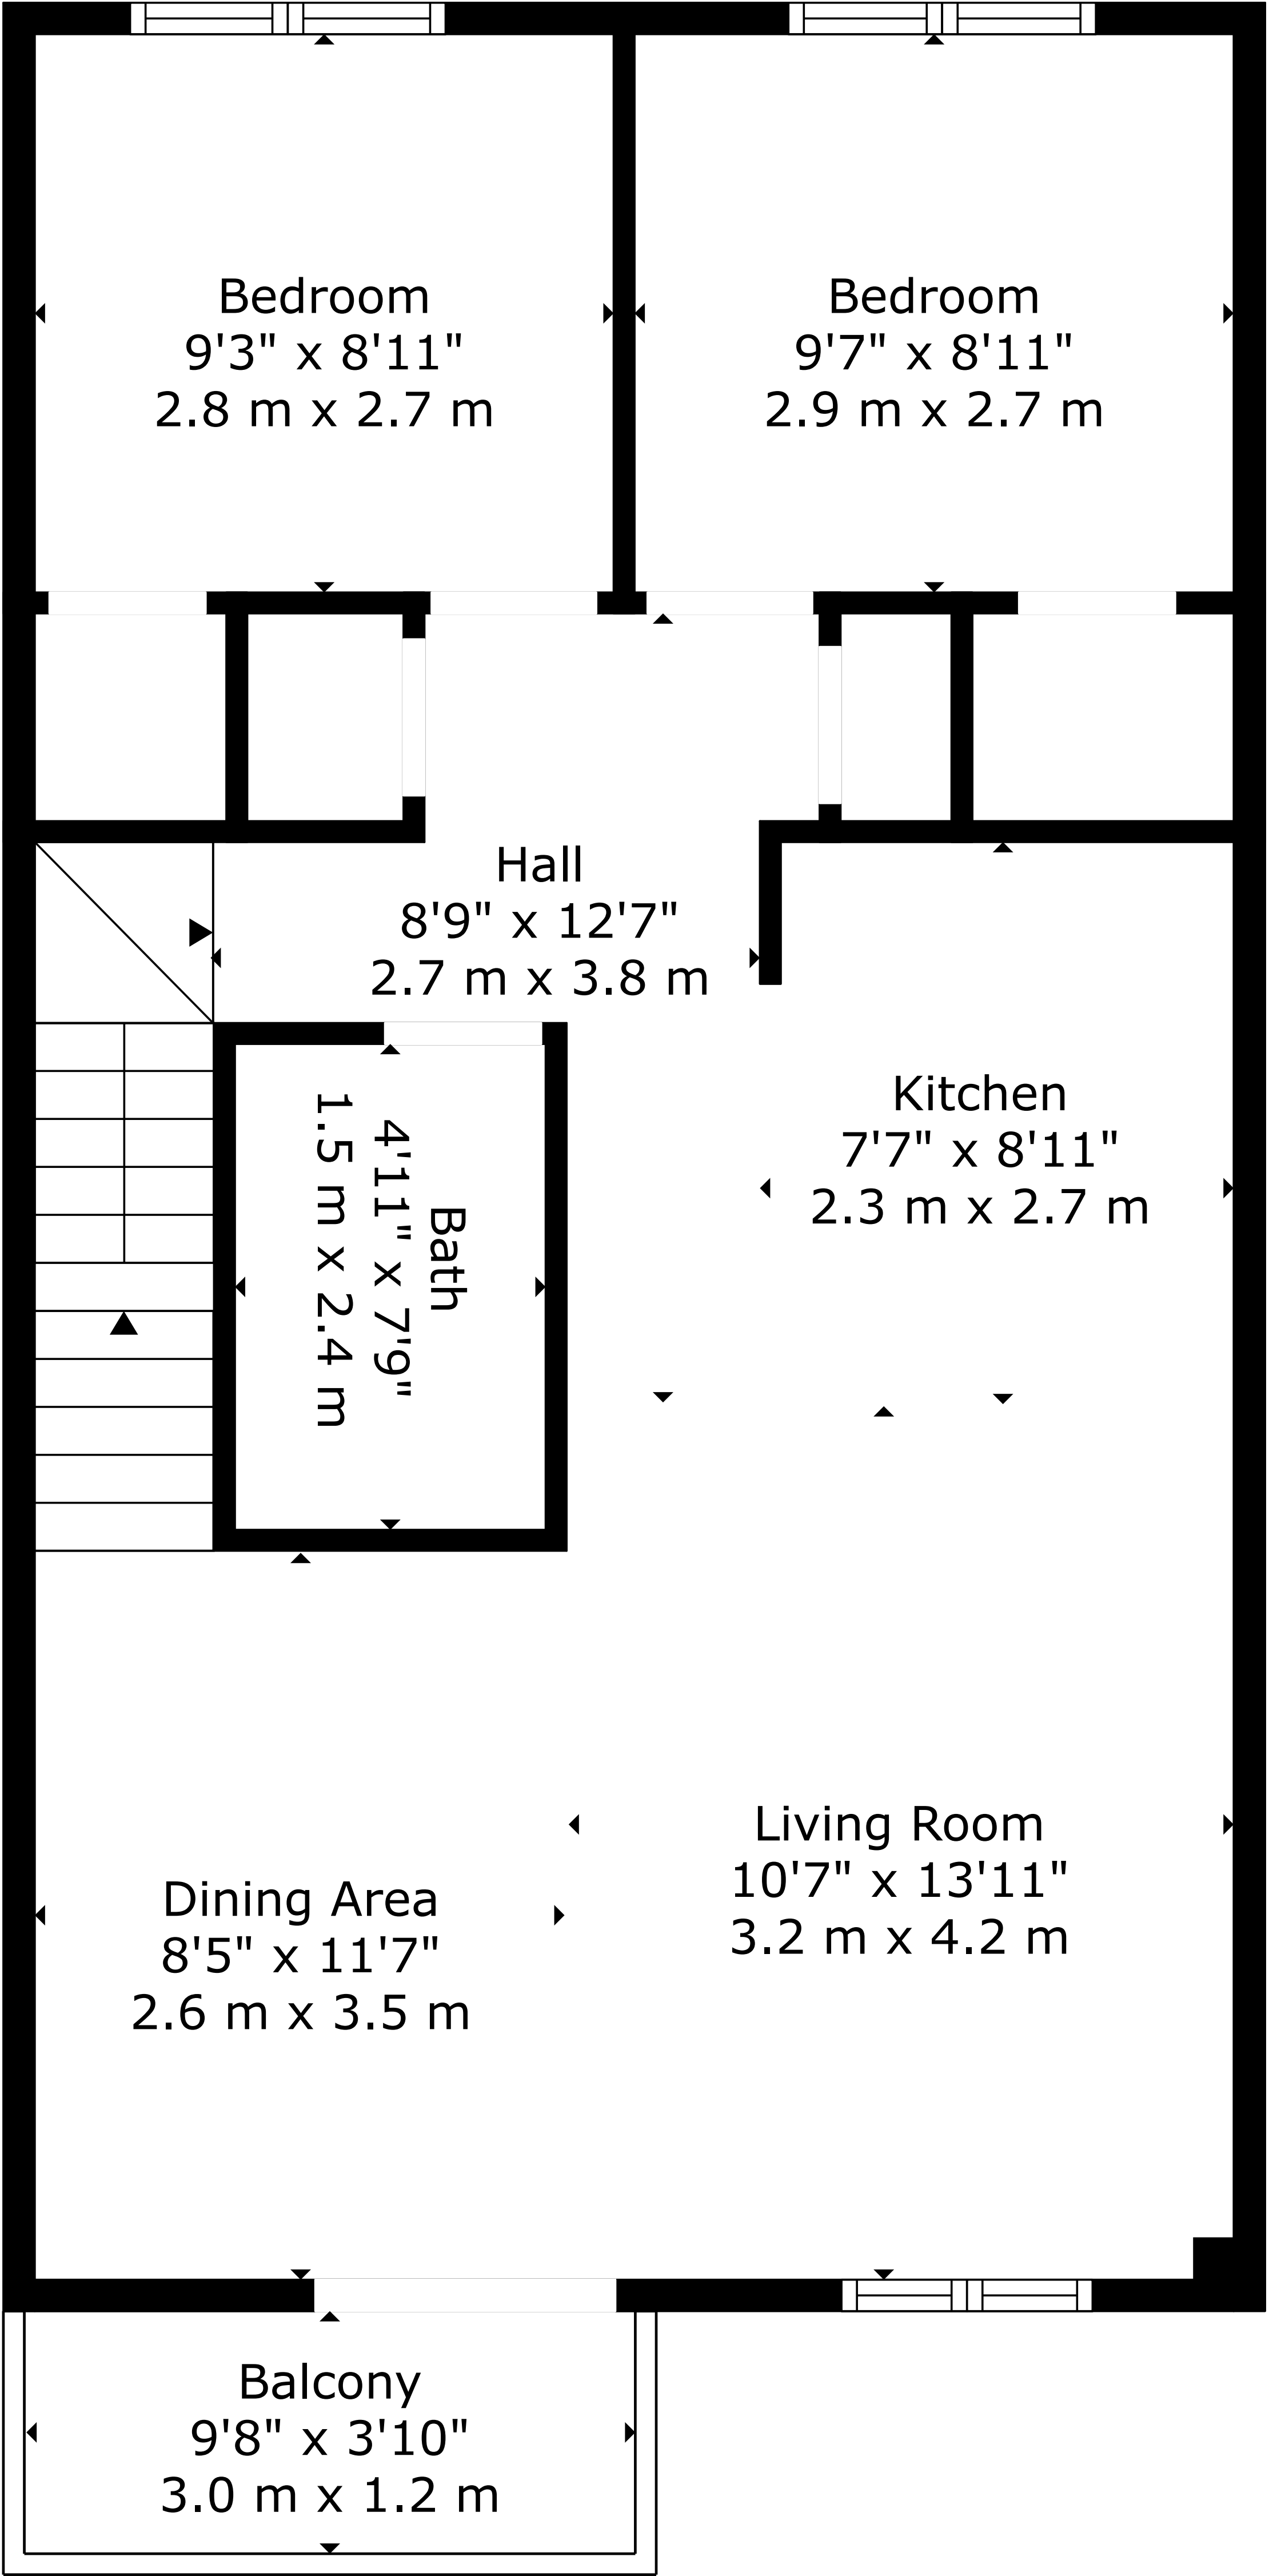 Bedroom
9'3" x 8'11"
2.8 m x 2.7 m
Bedroom
9'7" x 8'11"
2.9 m x 2.7 m
Hall
8'9" x 12'7"
2.7 m x 3.8 m
Kitchen
7'7" x 8'11"
2.3 m x 2.7 m
Bath
4'11" x 7'9"
1.5 m x 2.4 m
Living Room
10'7" x 13'11"
3.2 m x 4.2 m
Dining Area
8'5" x 11'7"
2.6 m x 3.5 m
Balcony
9'8" x 3'10"
3.0 m x 1.2 m